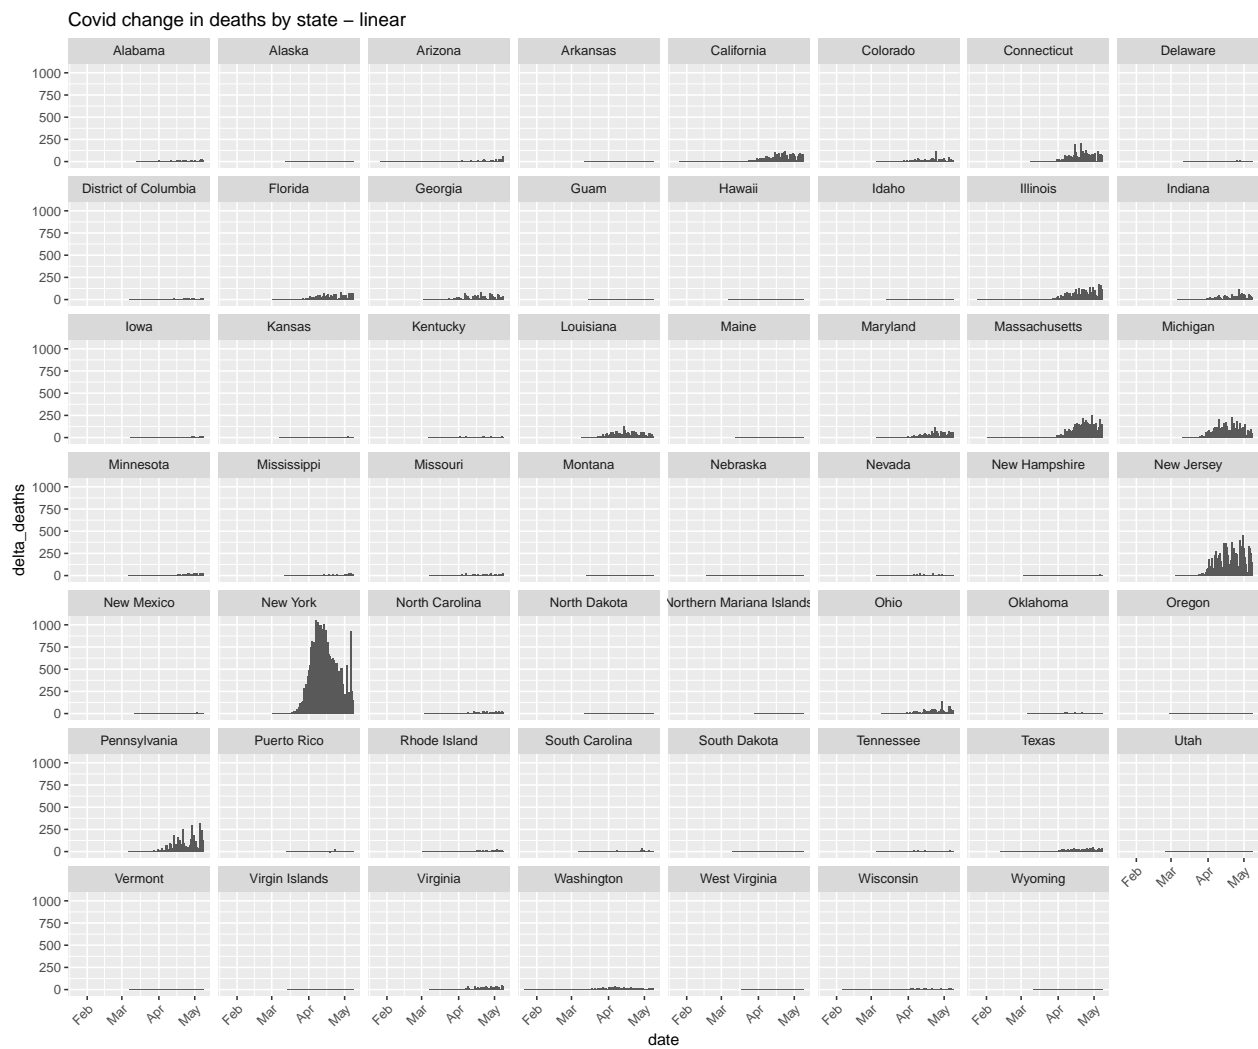 Covid change in deaths by state – linear
Alabama Alaska Arizona Arkansas California Colorado Connecticut Delaware
1000
750
500
250
0
District of Columbia Florida Georgia Guam Hawaii Idaho Illinois Indiana
1000
750
500
250
0
Iowa Kansas Kentucky Louisiana Maine Maryland Massachusetts Michigan
1000
750
500
250
0
Minnesota Mississippi Missouri Montana Nebraska Nevada New Hampshire New Jersey
1000
750
500
250
0
delta_deaths
New Mexico New York North Carolina North Dakota Northern Mariana Islands Ohio Oklahoma Oregon
1000
750
500
250
0
Pennsylvania Puerto Rico Rhode Island South Carolina South Dakota Tennessee Texas Utah
1000
750
500
250
0
Feb Mar Apr May
Vermont Virgin Islands Virginia Washington West Virginia Wisconsin Wyoming
1000
750
500
250
0
Feb Mar Apr May Feb Mar Apr May Feb Mar Apr May Feb Mar Apr May Feb Mar Apr May Feb Mar Apr May Feb Mar Apr May
date